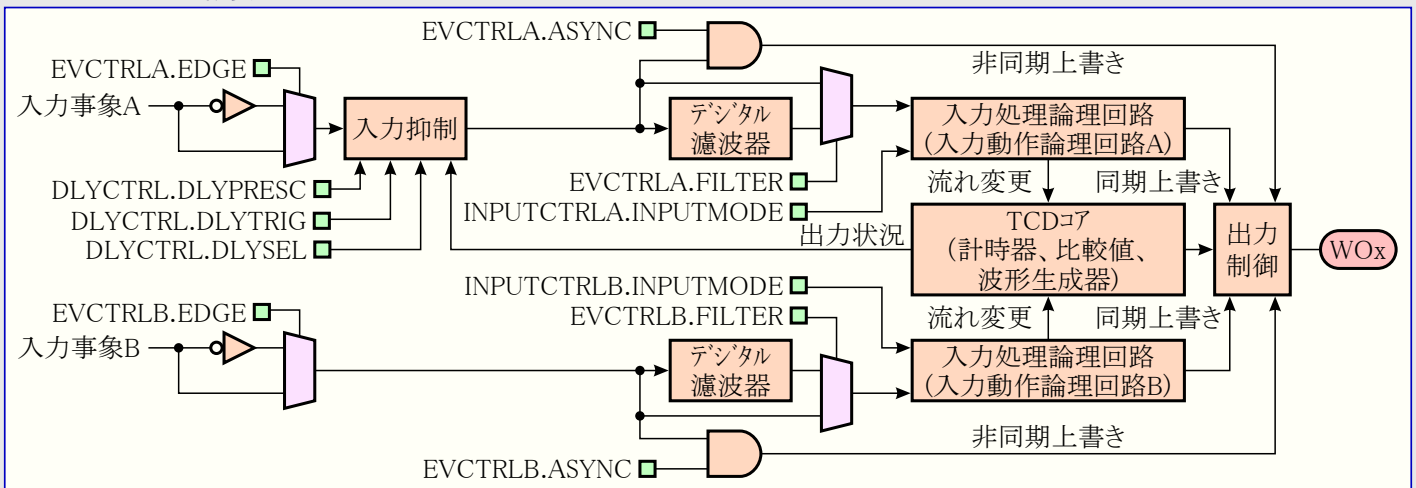 EVCTRLA.ASYNC
非同期上書き
EVCTRLA.EDGE
入力事象A
入力抑制
デジタル
濾波器
入力処理論理回路
(入力動作論理回路A)
DLYCTRL.DLYPRESC
DLYCTRL.DLYTRIG
DLYCTRL.DLYSEL
EVCTRLA.FILTER
INPUTCTRLA.INPUTMODE
流れ変更
同期上書き
出力状況
TCDコア
(計時器、比較値、
波形生成器)
出力
制御
WOx
INPUTCTRLB.INPUTMODE
EVCTRLB.FILTER
流れ変更
同期上書き
EVCTRLB.EDGE
入力事象B
デジタル
濾波器
入力処理論理回路
(入力動作論理回路B)
非同期上書き
EVCTRLB.ASYNC